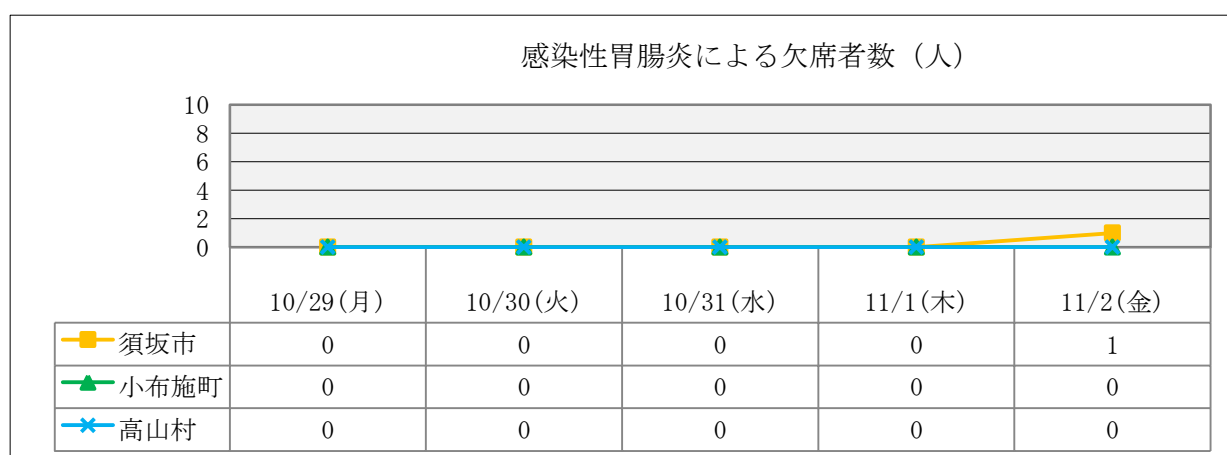 感染性胃腸炎による欠席者数（人）
10
8
6
4
2
0
10/29(月) 10/30(火) 10/31(水) 11/1(木) 11/2(金)
須坂市 0 0 0 0 1
小布施町 0 0 0 0 0
高山村 0 0 0 0 0